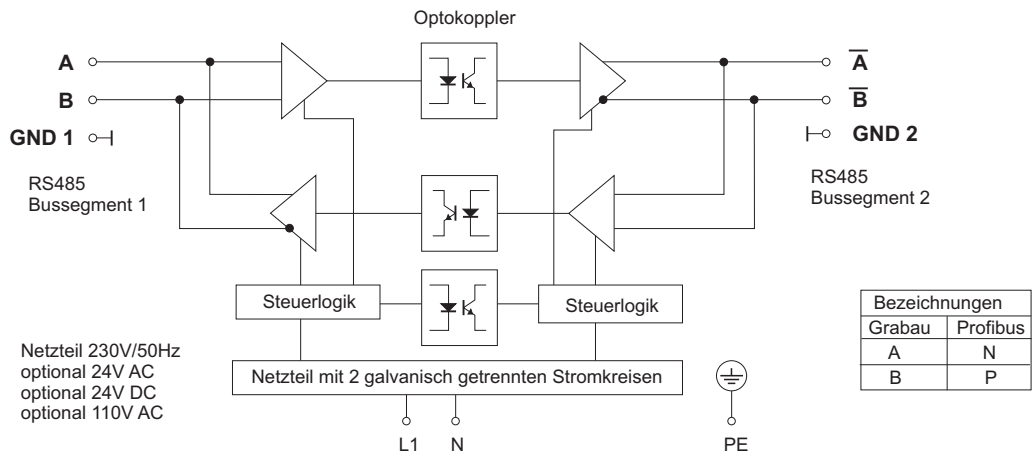 Optokoppler
A
B
GND 1
A̅
B̅
GND 2
RS485
Bussegment 1
RS485
Bussegment 2
Steuerlogik
Steuerlogik
Netzteil 230V/50Hz
optional 24V AC
optional 24V DC
optional 110V AC
Netzteil mit 2 galvanisch getrennten Stromkreisen
L1 N PE
Bezeichnungen
Grabau Profibus
A N
B P